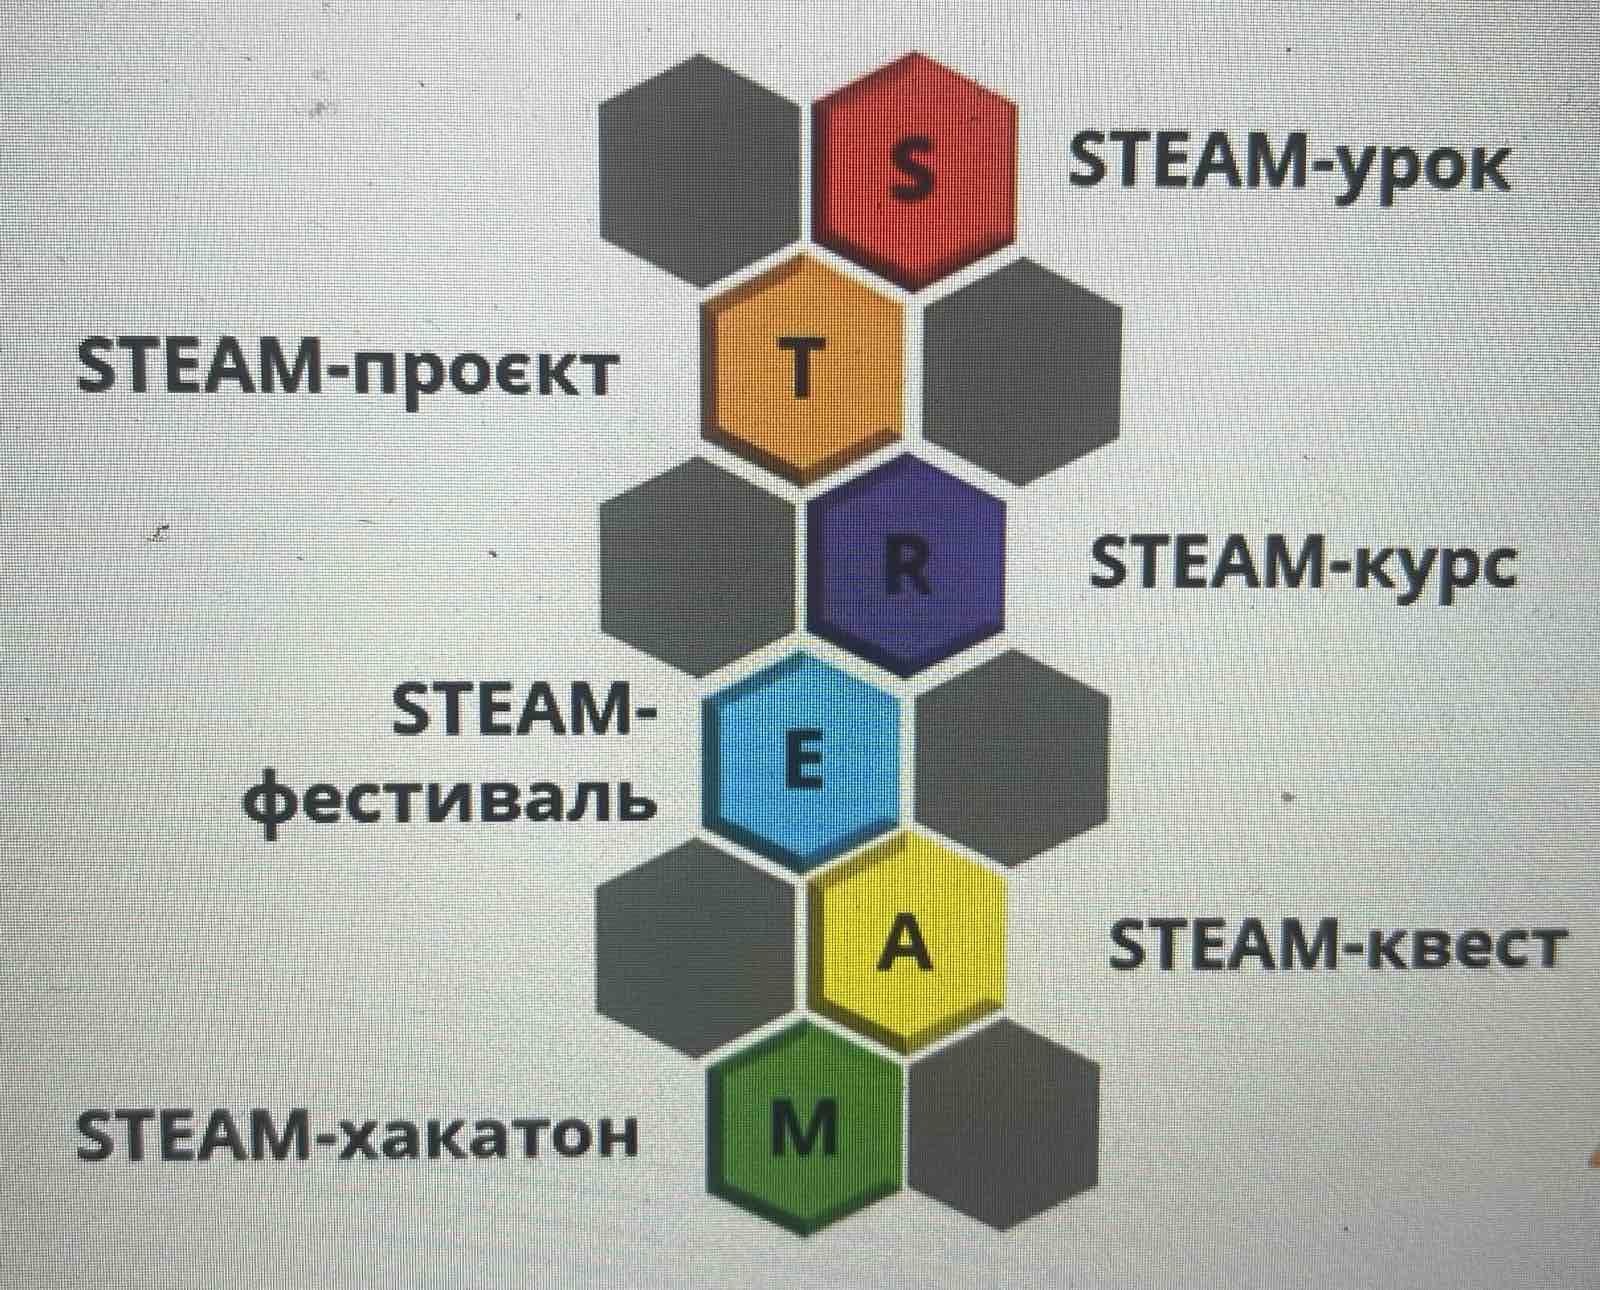 S
STEAM-урок
STEAM-проєкт
T
R
STEAM-курс
STEAM-
фестиваль
E
A
STEAM-квест
STEAM-хакатон
M